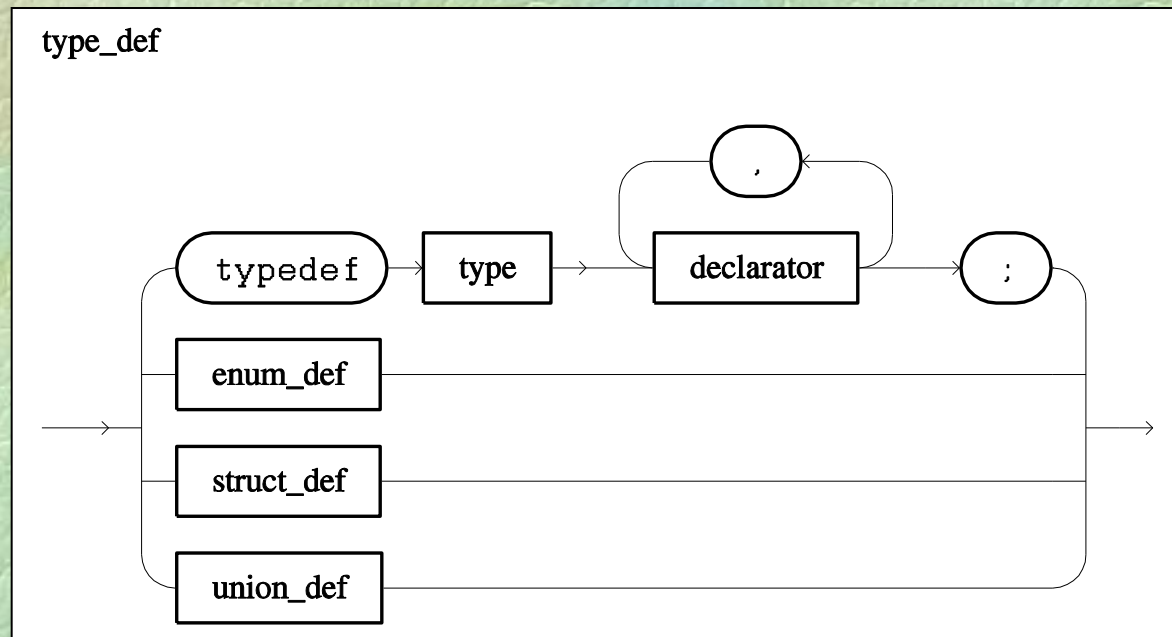 type_def
,
typedef type declarator ;
enum_def
struct_def
union_def